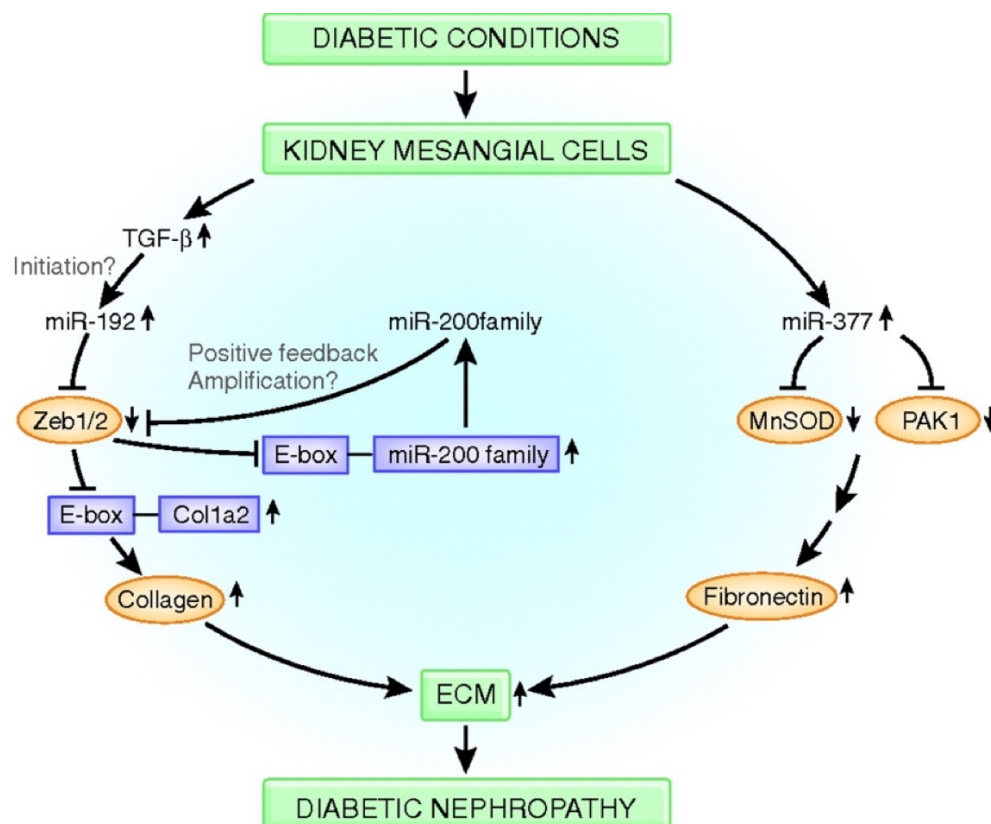 DIABETIC CONDITIONS
KIDNEY MESANGIAL CELLS
TGF-β
Initiation?
miR-192
miR-200family
miR-377
Positive feedback
Amplification?
Zeb1/2
MnSOD
PAK1
E-box
miR-200 family
E-box
Col1a2
Collagen
Fibronectin
ECM
DIABETIC NEPHROPATHY